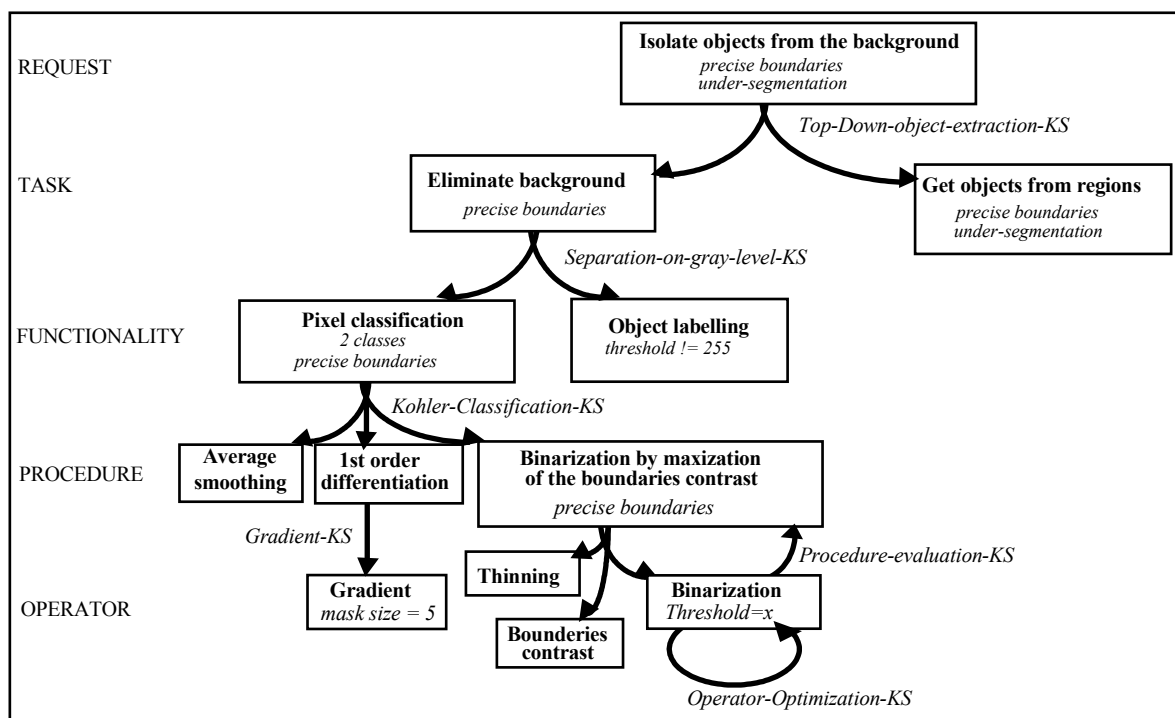 Isolate objects from the background
REQUEST
precise boundaries
under-segmentation
Top-Down-object-extraction-KS
TASK
Eliminate background
precise boundaries
Get objects from regions
precise boundaries
under-segmentation
Separation-on-gray-level-KS
FUNCTIONALITY
Pixel classification
2 classes
precise boundaries
Object labelling
threshold != 255
Kohler-Classification-KS
PROCEDURE
Average
smoothing
1st order
differentiation
Binarization by maxization
of the boundaries contrast
precise boundaries
Gradient-KS
Procedure-evaluation-KS
OPERATOR
Gradient
mask size = 5
Thinning
Bounderies
contrast
Binarization
Threshold=x
Operator-Optimization-KS